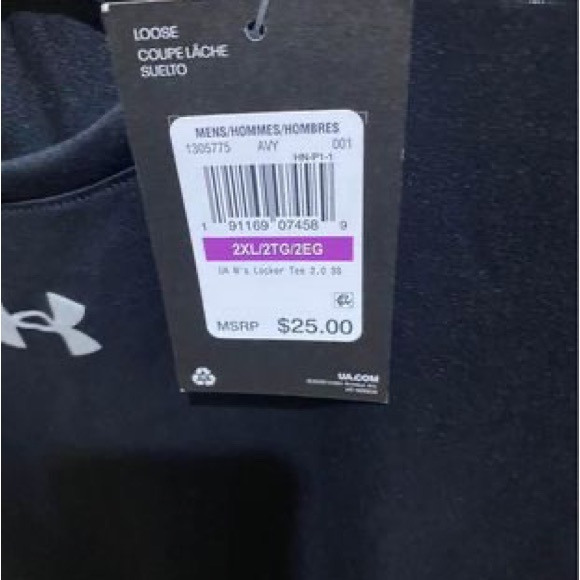 LOOSE
COUPE LÂCHE
SUELTO
MENS/HOMMES/HOMBRES
1305775 AVY 001
HN-P1-1
1 91169 07458 9
2XL/2TG/2EG
UA M's Locker Tee 2.0 SS
MSRP $25.00
UA.COM